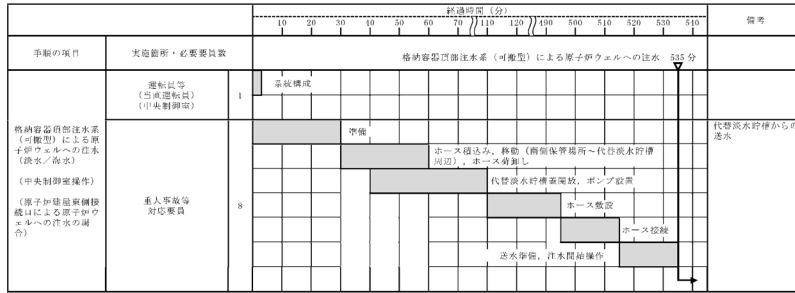 経過時間（分）
備考
10 20 30 40 50 60 70 110 120 490 500 510 520 530 540
手順の項目
実施箇所・必要要員数
格納容器頂部注水系（可搬型）による原子炉ウェルへの注水 535分
格納容器頂部注水系
（可搬型）による原
子炉ウェルへの注水
（淡水／海水）
（中央制御室操作）
（原子炉建屋東側接
続口による原子炉ウ
ェルへの注水の場
合）
運転員等
（当直運転員）
（中央制御室）
1
系統構成
重大事故等
対応要員
8
準備
ホース積込み，移動（南側保管場所～代替淡水貯槽
周辺），ホース荷卸し
代替淡水貯槽蓋開放，ポンプ設置
ホース敷設
ホース接続
送水準備，注水開始操作
代替淡水貯槽からの
送水